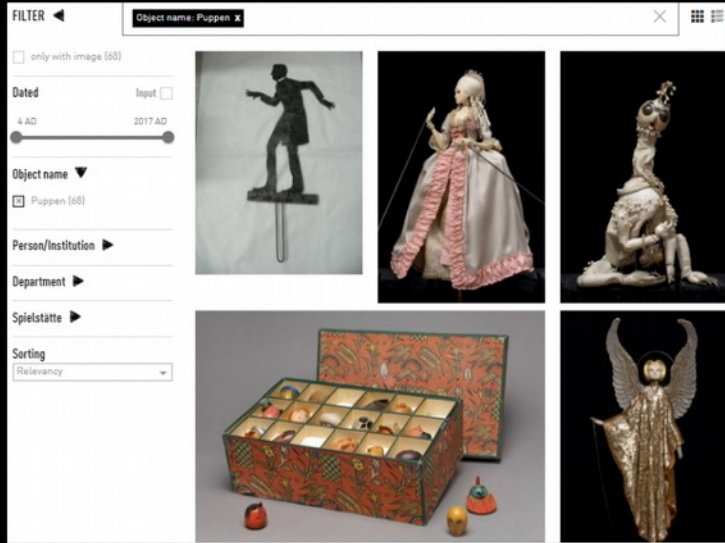 FILTER
Object name: Puppen x
only with image (68)
Dated
Input
4 AD
2017 AD
Object name
Puppen (68)
Person/Institution
Department
Spielstätte
Sorting
Relevancy